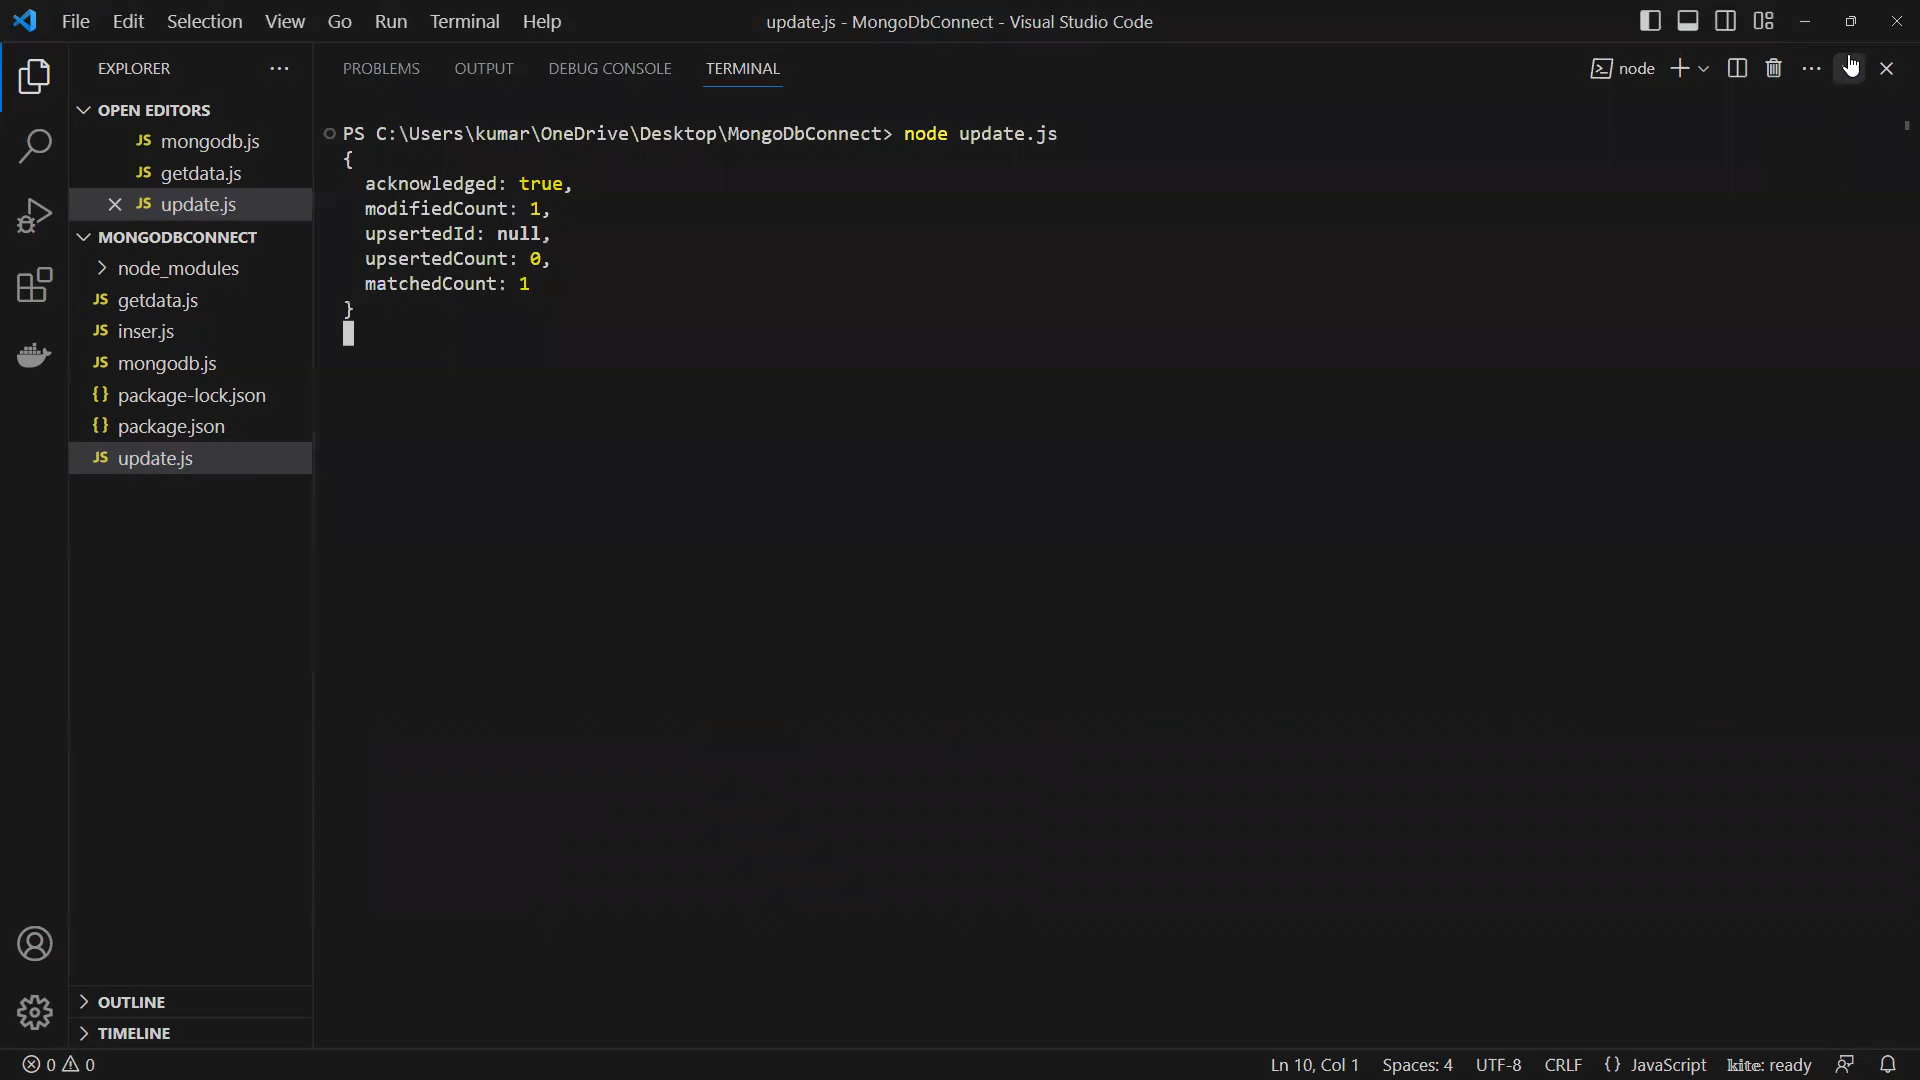 File Edit Selection View Go Run Terminal Help
update.js - MongoDbConnect - Visual Studio Code
EXPLORER
OPEN EDITORS
JS mongodb.js
JS getdata.js
JS update.js
MONGODBCONNECT
node_modules
JS getdata.js
JS inser.js
JS mongodb.js
{} package-lock.json
{} package.json
JS update.js
OUTLINE
TIMELINE
PROBLEMS OUTPUT DEBUG CONSOLE TERMINAL
node
PS C:\Users\kumar\OneDrive\Desktop\MongoDbConnect> node update.js
{
acknowledged: true,
modifiedCount: 1,
upsertedId: null,
upsertedCount: 0,
matchedCount: 1
}
0 0
Ln 10, Col 1 Spaces: 4 UTF-8 CRLF {} JavaScript kite: ready